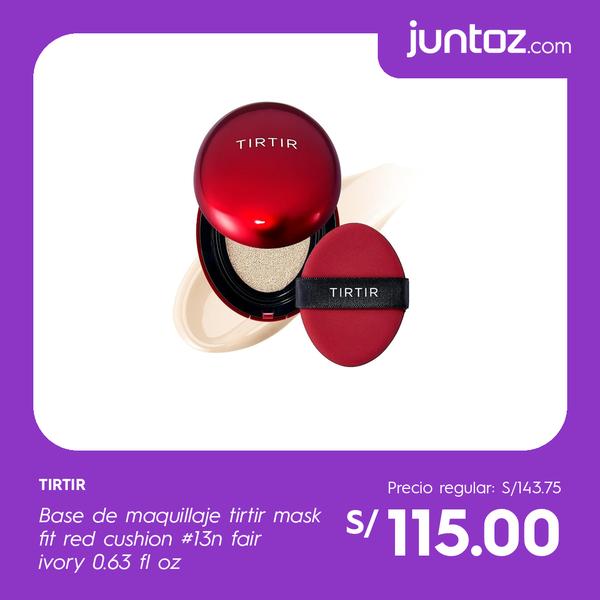 juntoz.com
TIRTIR
TIRTIR
TIRTIR
Base de maquillaje tirtir mask
fit red cushion #13n fair
ivory 0.63 fl oz
Precio regular: S/143.75
S/115.00